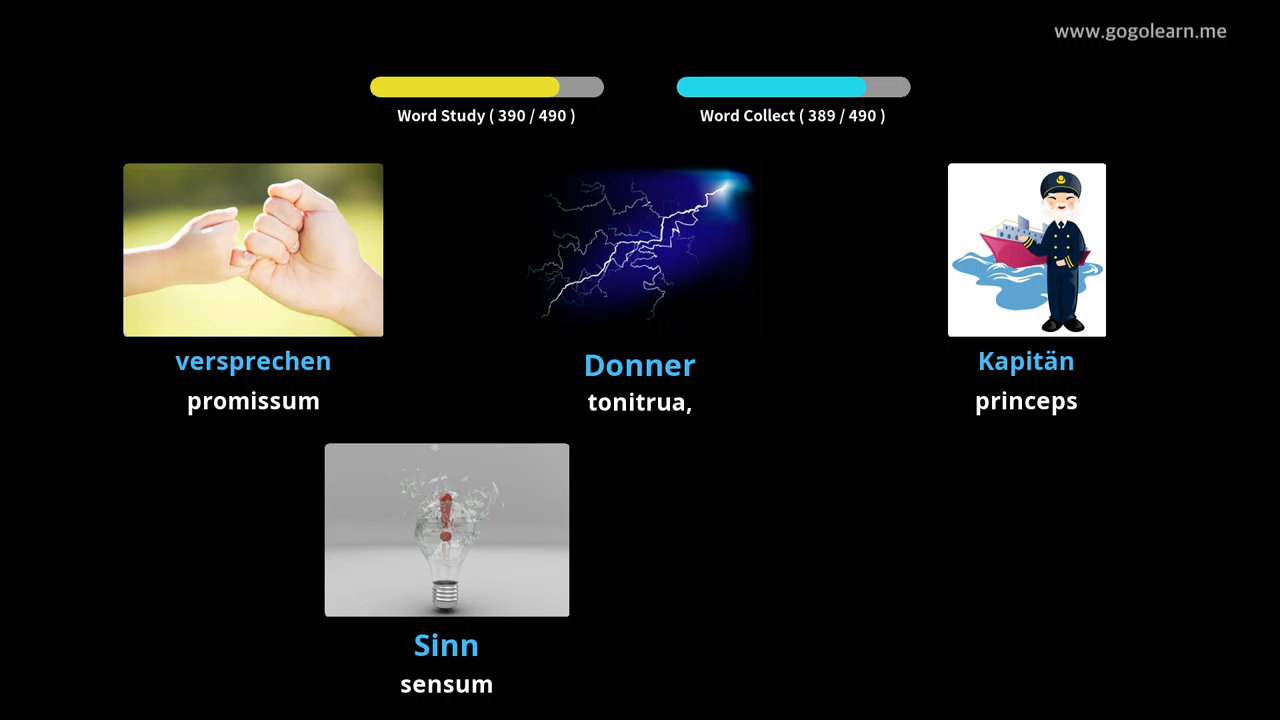 www.gogolearn.me
Word Study ( 390 / 490 )
Word Collect ( 389 / 490 )
versprechen
promissum
Donner
tonitrua,
Kapitän
princeps
Sinn
sensum